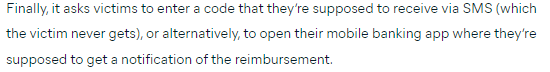 Finally, it asks victims to enter a code that they’re supposed to receive via SMS (which
the victim never gets), or alternatively, to open their mobile banking app where they’re
supposed to get a notification of the reimbursement.